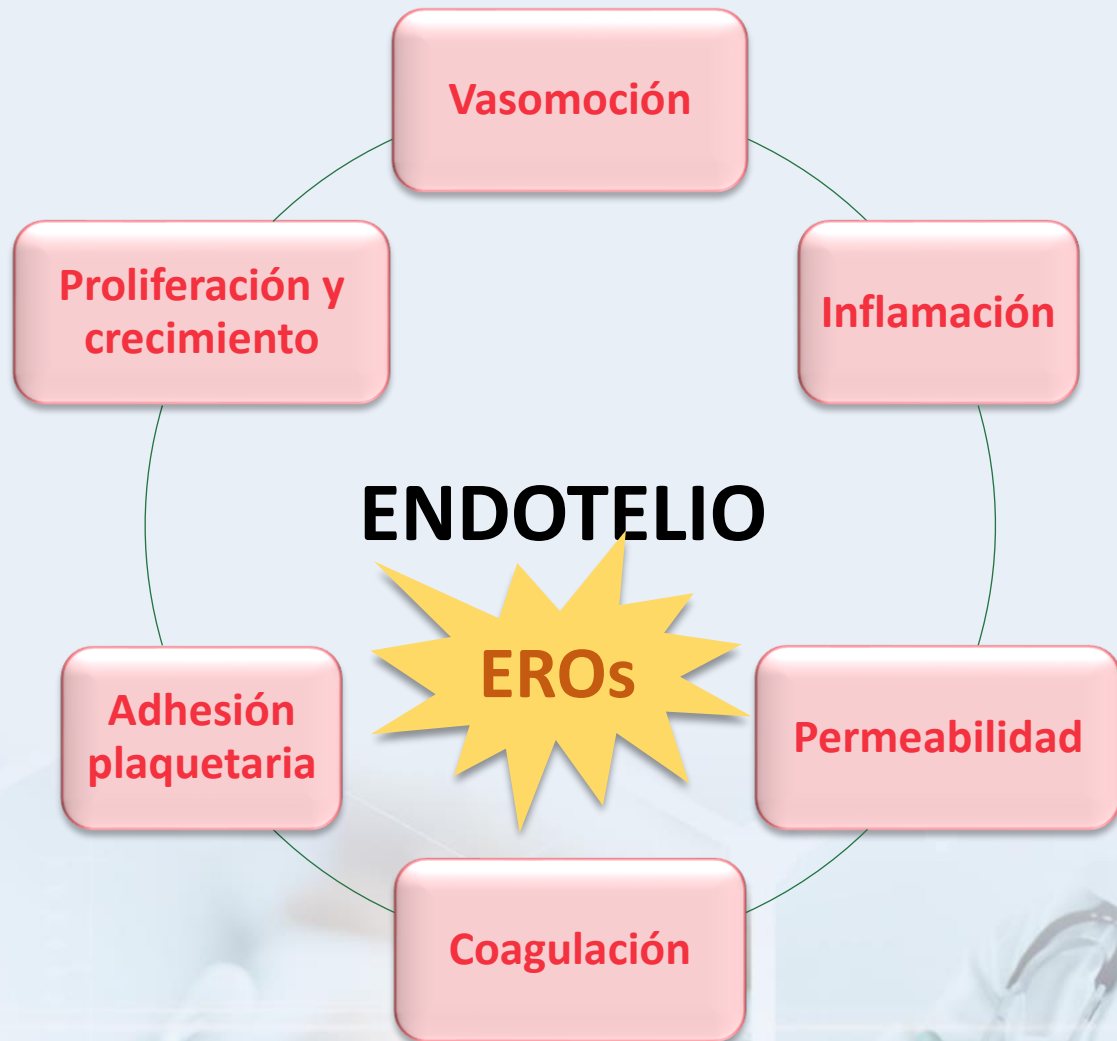 Vasomoción
Proliferación y
crecimiento
Inflamación
ENDOTELIO
EROs
Adhesión
plaquetaria
Permeabilidad
Coagulación